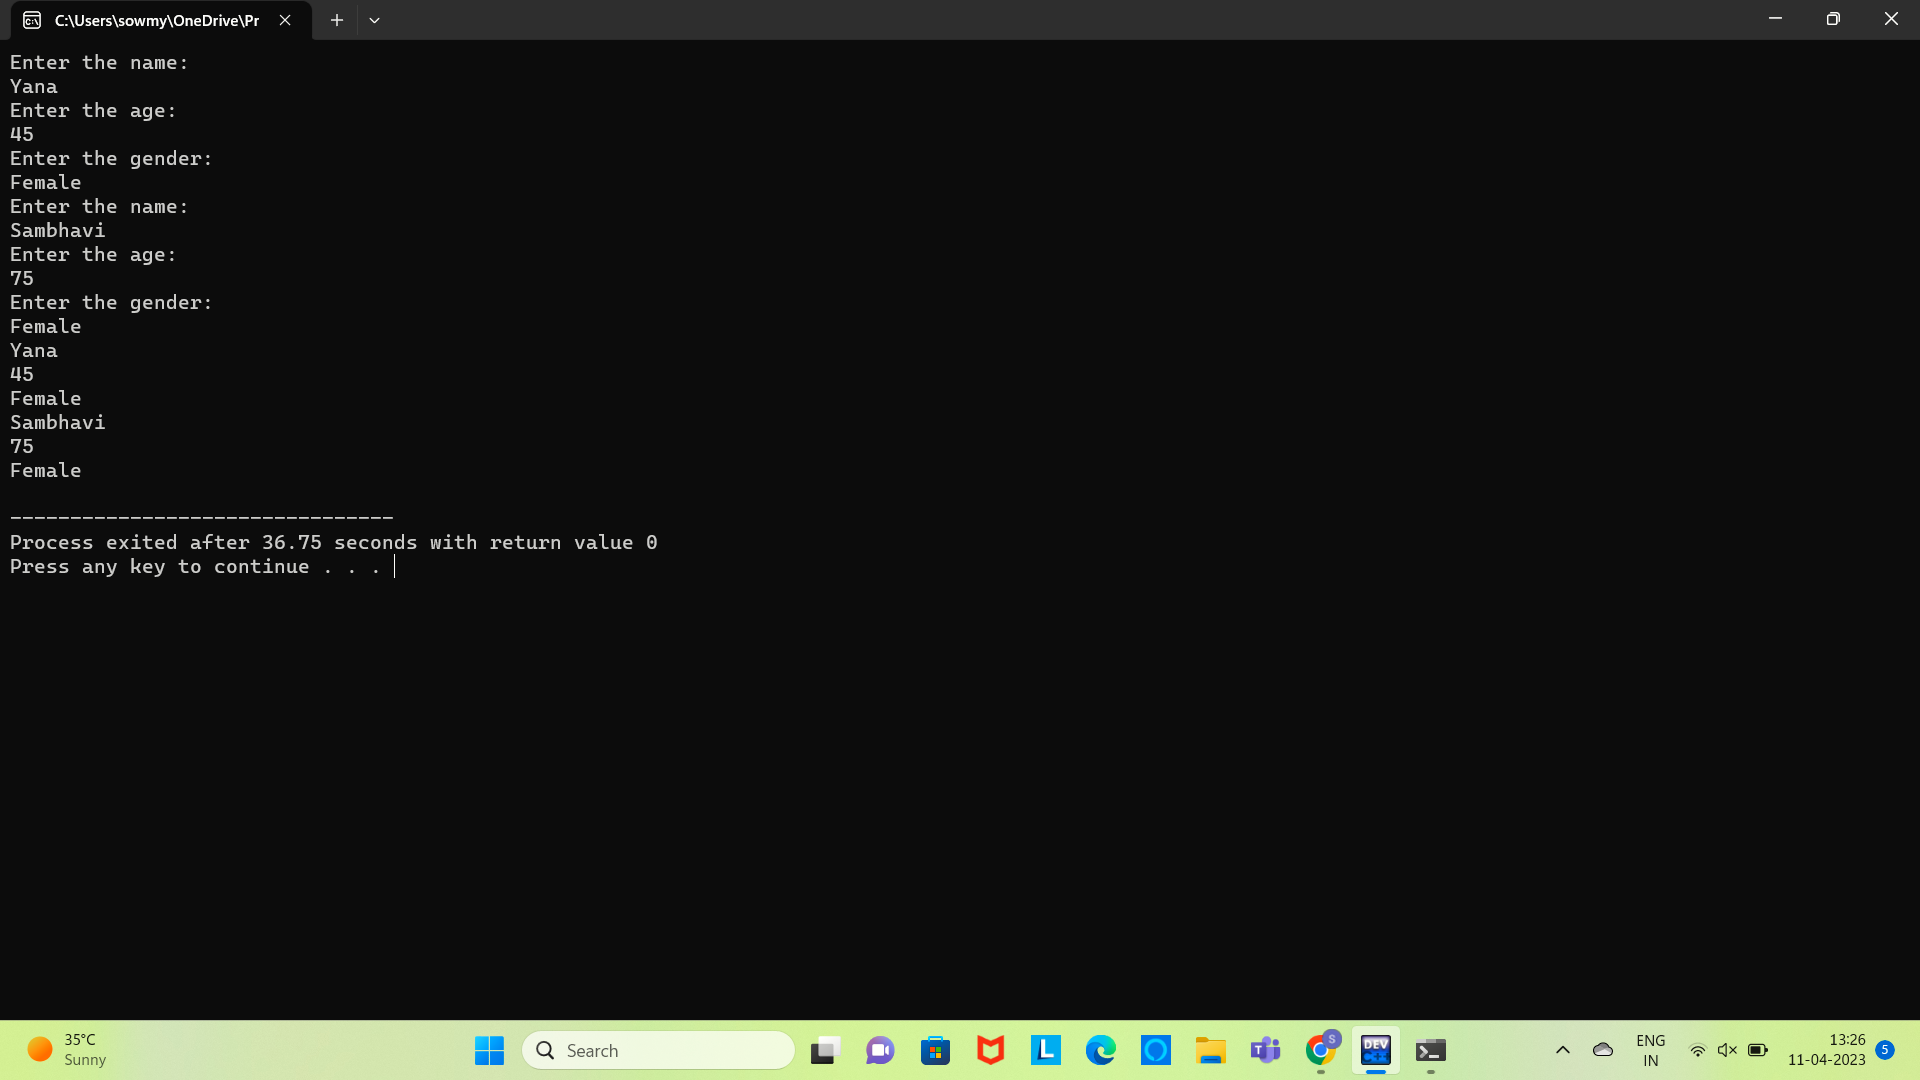 C:\Users\sowmy\OneDrive\Pr
Enter the name:
Yana
Enter the age:
45
Enter the gender:
Female
Enter the name:
Sambhavi
Enter the age:
75
Enter the gender:
Female
Yana
45
Female
Sambhavi
75
Female
--------------------------------
Process exited after 36.75 seconds with return value 0
Press any key to continue . . .
35°C
Sunny
Search
L
T
S
DEV
C++
ENG
IN
13:26
11-04-2023
5